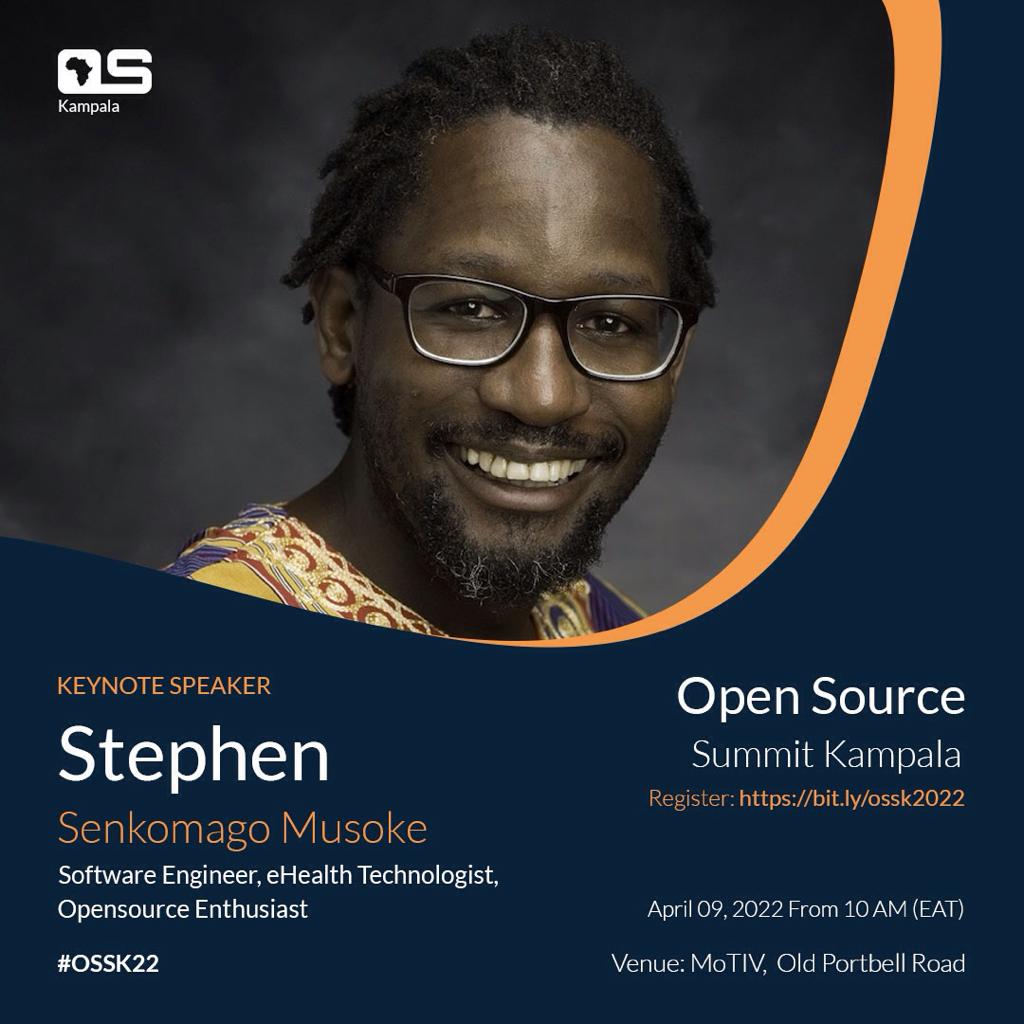 OS
Kampala
KEYNOTE SPEAKER
Stephen
Senkomago Musoke
Software Engineer, eHealth Technologist,
Opensource Enthusiast
#OSSK22
Open Source
Summit Kampala
Register: https://bit.ly/ossk2022
April 09, 2022 From 10 AM (EAT)
Venue: MoTIV, Old Portbell Road